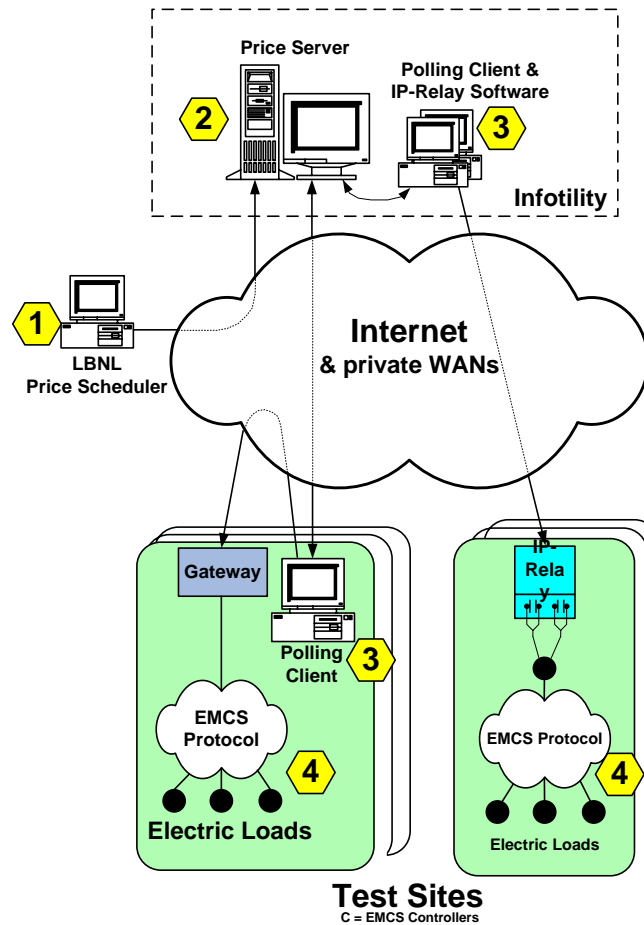 Price Server
Polling Client &
IP-Relay Software
2
3
Infotility
1
LBNL
Price Scheduler
Internet
& private WANs
Gateway
Polling
Client
3
EMCS
Protocol
4
Electric Loads
IP-
Rela
y
EMCS Protocol
4
Electric Loads
Test Sites
C = EMCS Controllers